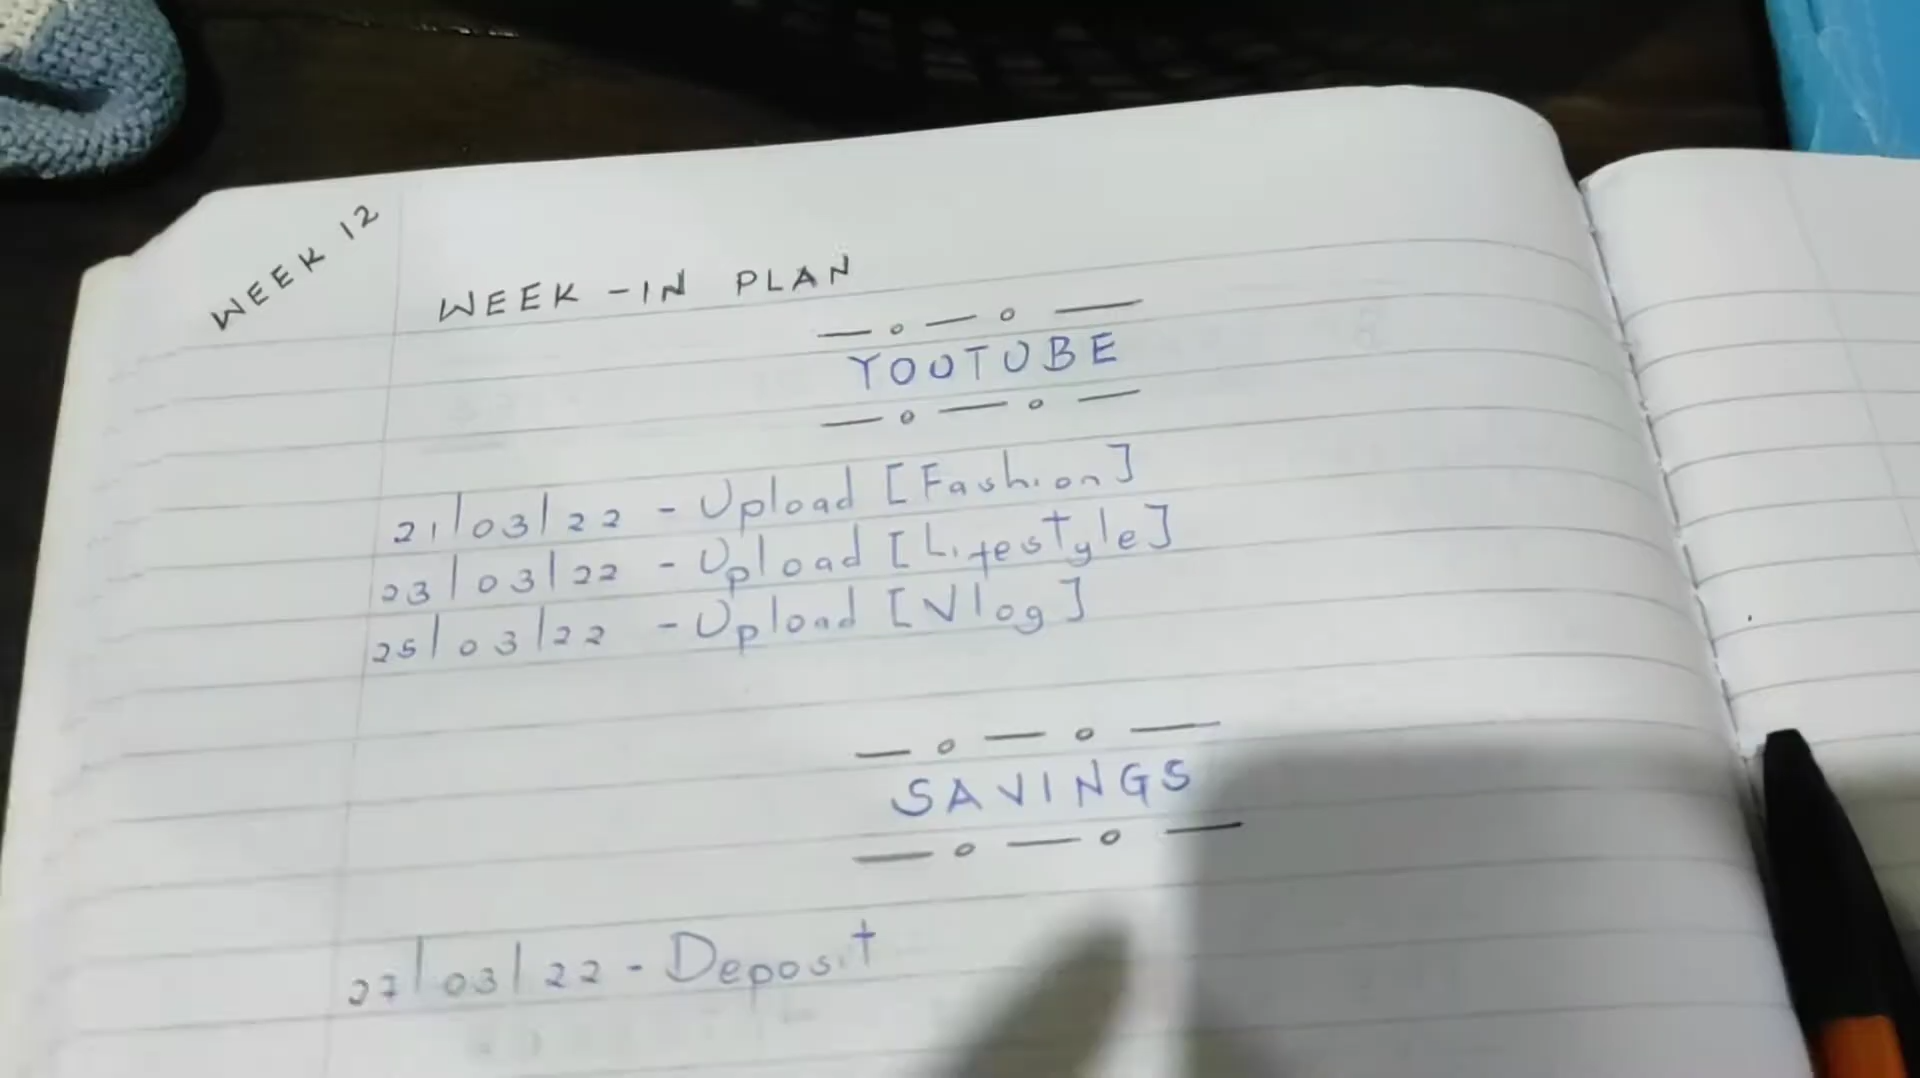 WEEK 12
WEEK-IN PLAN
YOUTUBE
21/03/22 - Upload [Fashion]
23/03/22 - Upload [Lifestyle]
25/03/22 - Upload [Vlog]
SAVINGS
27/03/22 - Deposit